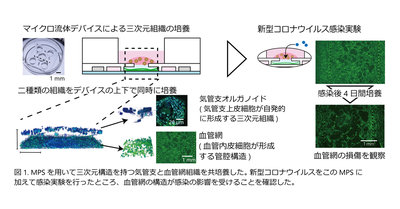 マイクロ流体デバイスによる三次元組織の培養
新型コロナウイルス感染実験
1 mm
二種類の組織をデバイスの上下で同時に培養
気管支オルガノイド
(気管支上皮細胞が自発的
に形成する三次元組織)
血管網
(血管内皮細胞が形成
する管腔構造)
1 mm
感染後4日間培養
1 mm
血管網の損傷を観察
図 1. MPS を用いて三次元構造を持つ気管支と血管網組織を共培養した。新型コロナウイルスをこの MPS に
加えて感染実験を行ったところ、血管網の構造が感染の影響を受けることを確認した。